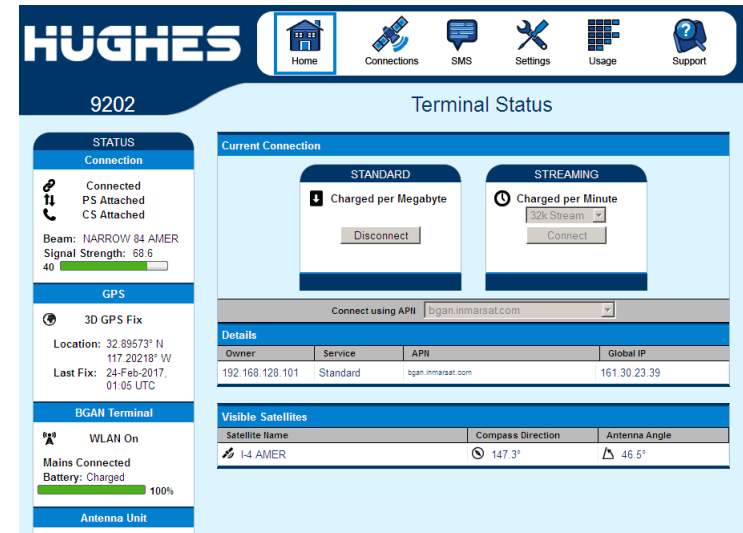 HUGHES
Home Connections SMS Settings Usage Support
9202
Terminal Status
STATUS
Connection
Connected
PS Attached
CS Attached
Beam: NARROW 84 AMER
Signal Strength: 68.6
40
GPS
3D GPS Fix
Location: 32.89573° N
117.20218° W
Last Fix: 24-Feb-2017,
01:05 UTC
BGAN Terminal
WLAN On
Mains Connected
Battery: Charged
100%
Antenna Unit
Current Connection
STANDARD
Charged per Megabyte
Disconnect
STREAMING
Charged per Minute
32k Stream
Connect
Connect using APN bgan.inmarsat.com
Details
Owner Service APN Global IP
192.168.128.101 Standard bgan.inmarsat.com 161.30.23.39
Visible Satellites
Satellite Name Compass Direction Antenna Angle
I-4 AMER 147.3° 46.5°